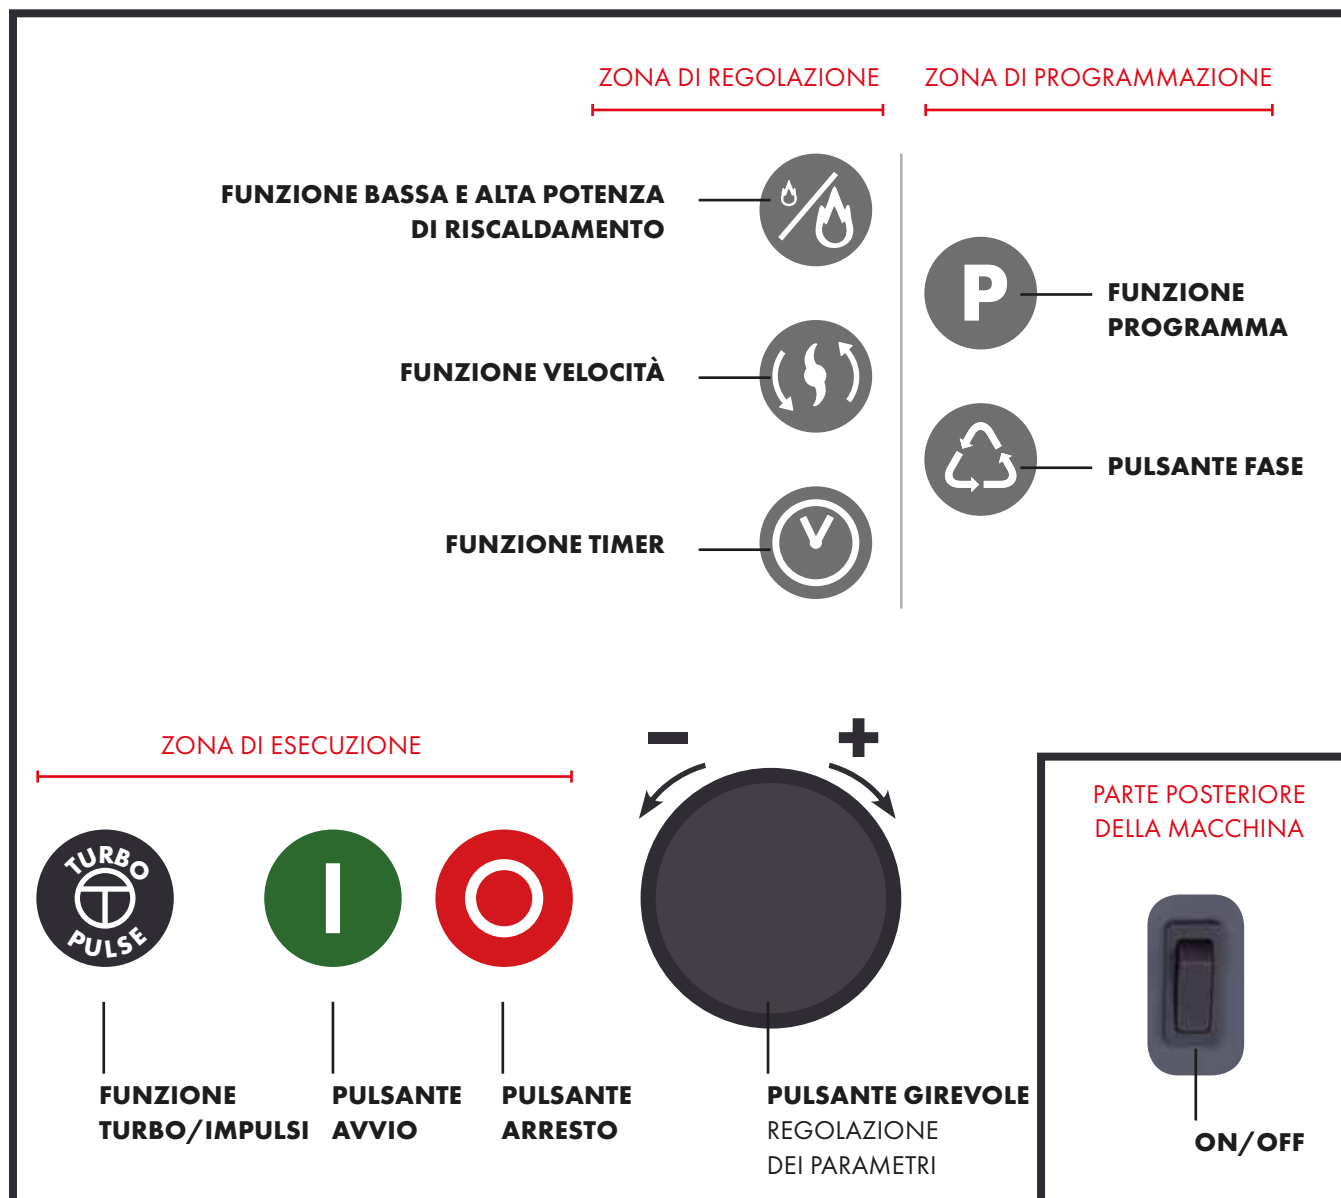 ZONA DI REGOLAZIONE
ZONA DI PROGRAMMAZIONE
FUNZIONE BASSA E ALTA POTENZA
DI RISCALDAMENTO
P
FUNZIONE
PROGRAMMA
FUNZIONE VELOCITÀ
PULSANTE FASE
FUNZIONE TIMER
ZONA DI ESECUZIONE
− +
TURBO
T
PULSE
FUNZIONE
TURBO/IMPULSI
PULSANTE
AVVIO
PULSANTE
ARRESTO
PULSANTE GIREVOLE
REGOLAZIONE
DEI PARAMETRI
PARTE POSTERIORE
DELLA MACCHINA
ON/OFF